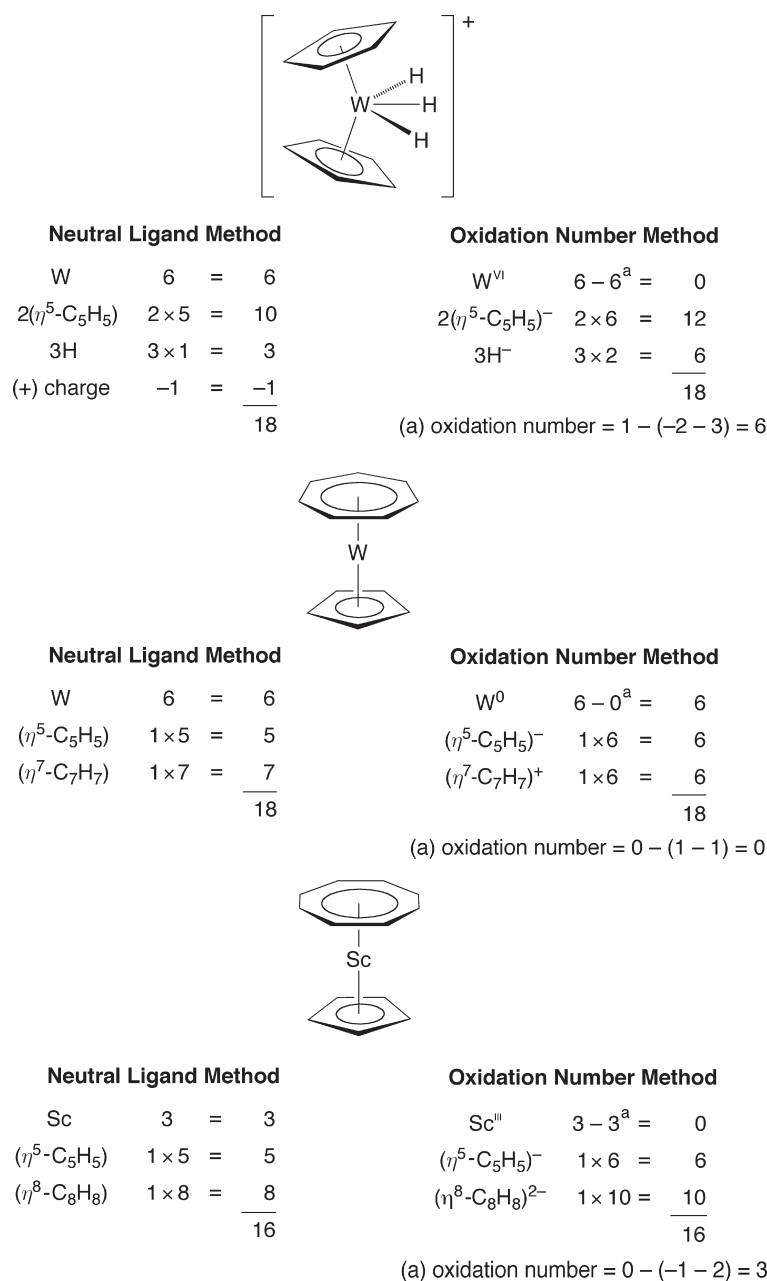 +
H
W
H
H
Neutral Ligand Method
W 6 = 6
2(η⁵-C₅H₅) 2×5 = 10
3H 3×1 = 3
(+) charge –1 = –1
18
Oxidation Number Method
Wⱽᴵ 6 – 6ᵃ = 0
2(η⁵-C₅H₅)⁻ 2×6 = 12
3H⁻ 3×2 = 6
18
(a) oxidation number = 1 – (–2 – 3) = 6
W
Neutral Ligand Method
W 6 = 6
(η⁵-C₅H₅) 1×5 = 5
(η⁷-C₇H₇) 1×7 = 7
18
Oxidation Number Method
W⁰ 6 – 0ᵃ = 6
(η⁵-C₅H₅)⁻ 1×6 = 6
(η⁷-C₇H₇)⁺ 1×6 = 6
18
(a) oxidation number = 0 – (1 – 1) = 0
Sc
Neutral Ligand Method
Sc 3 = 3
(η⁵-C₅H₅) 1×5 = 5
(η⁸-C₈H₈) 1×8 = 8
16
Oxidation Number Method
Scᴵᴵᴵ 3 – 3ᵃ = 0
(η⁵-C₅H₅)⁻ 1×6 = 6
(η⁸-C₈H₈)²⁻ 1×10 = 10
16
(a) oxidation number = 0 – (–1 – 2) = 3